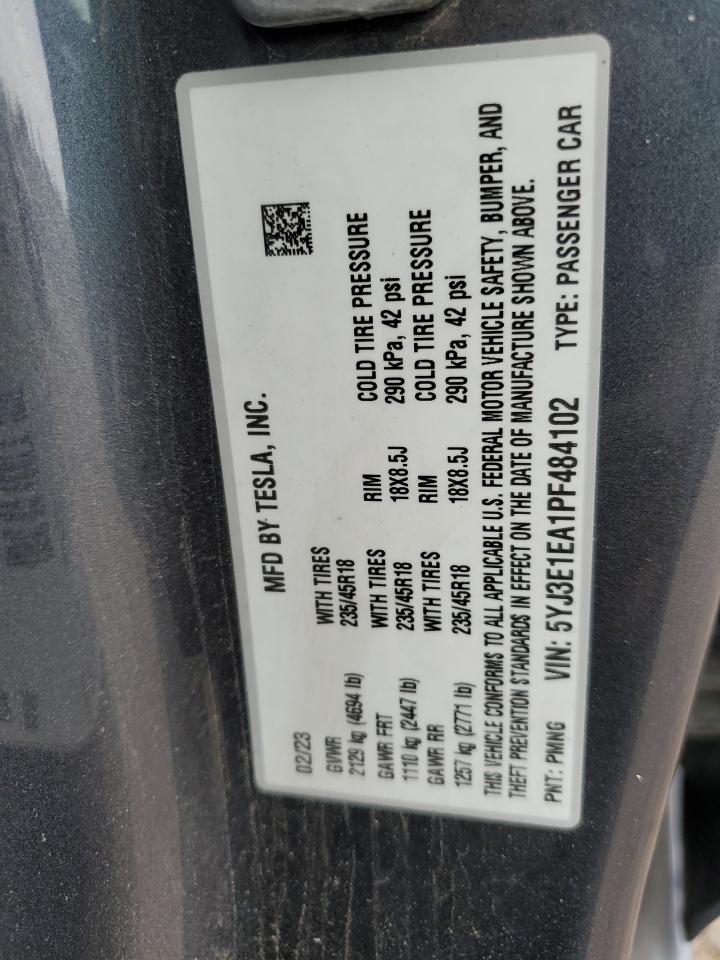 MFD BY TESLA, INC.
02/23
GVWR WITH TIRES RIM COLD TIRE PRESSURE
2129 kg (4694 lb) 235/45R18
GAWR FRT WITH TIRES RIM COLD TIRE PRESSURE
1110 kg (2447 lb) 235/45R18 18X8.5J 290 kPa, 42 psi
GAWR RR WITH TIRES RIM COLD TIRE PRESSURE
1257 kg (2771 lb) 235/45R18 18X8.5J 290 kPa, 42 psi
THIS VEHICLE CONFORMS TO ALL APPLICABLE U.S. FEDERAL MOTOR VEHICLE SAFETY, BUMPER, AND
THEFT PREVENTION STANDARDS IN EFFECT ON THE DATE OF MANUFACTURE SHOWN ABOVE.
PNT: PMNG VIN: 5YJ3E1EA1PF484102 TYPE: PASSENGER CAR